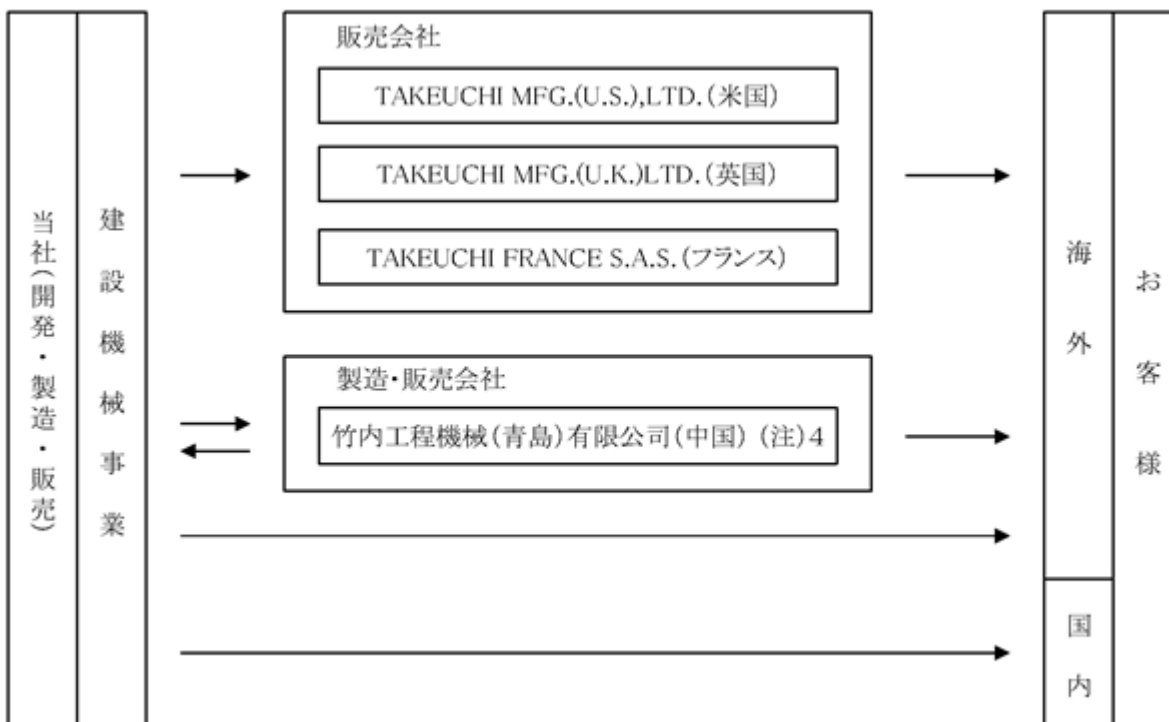 当社(開発・製造・販売)
建設機械事業
販売会社
TAKEUCHI MFG.(U.S.),LTD.(米国)
TAKEUCHI MFG.(U.K.)LTD.(英国)
TAKEUCHI FRANCE S.A.S.(フランス)
製造・販売会社
竹内工程機械(青島)有限公司(中国) (注)4
海外
国内
お客様